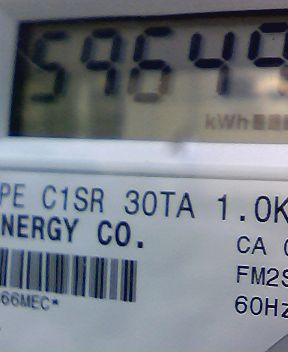 59649
kWh
PE C1SR 30TA 1.0K
NERGY CO.
CA
FM2S
66MEC*
60Hz